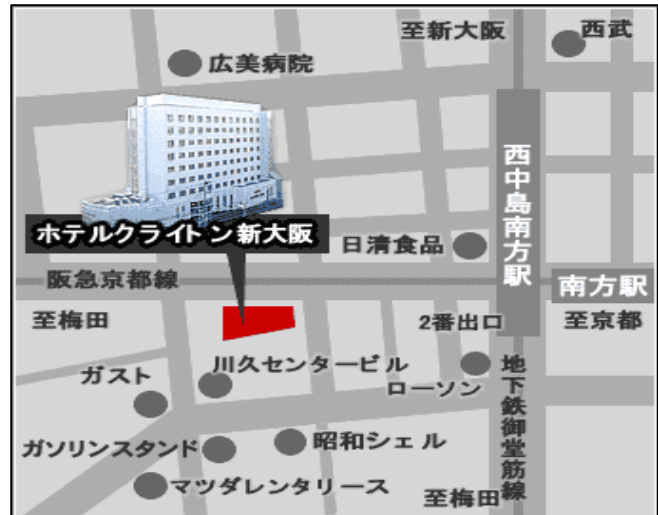 至新大阪
西武
広美病院
西中島南方駅
ホテルクライトン新大阪
日清食品
阪急京都線
南方駅
至梅田
2番出口
至京都
川久センタービル
ガスト
ローソン
地下鉄御堂筋線
ガソリンスタンド
昭和シェル
マツダレンタリース
至梅田